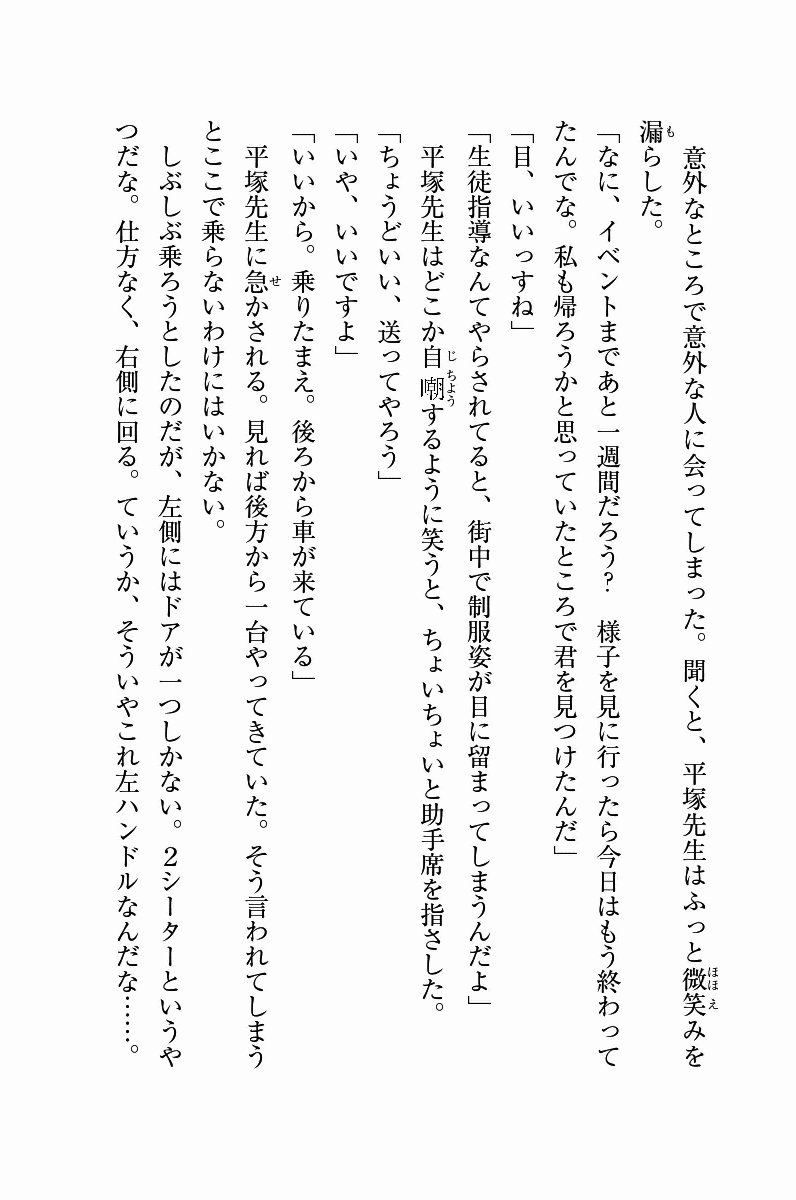 意外なところで意外な人に会ってしまった。聞くと、平塚先生はふっと微笑みを
漏らした。
「なに、イベントまであと一週間だろう？　様子を見に行ったら今日はもう終わって
たんでな。私も帰ろうかと思っていたところで君を見つけたんだ」
「目、いいっすね」
「生徒指導なんてやらされてると、街中で制服姿が目に留まってしまうんだよ」
平塚先生はどこか自嘲するように笑うと、ちょいちょいと助手席を指さした。
「ちょうどいい、送ってやろう」
「いや、いいですよ」
「いいから。乗りたまえ。後ろから車が来ている」
平塚先生に急かされる。見れば後方から一台やってきていた。そう言われてしまう
とここで乗らないわけにはいかない。
しぶしぶ乗ろうとしたのだが、左側にはドアが一つしかない。２シーターというや
つだな。仕方なく、右側に回る。ていうか、そういやこれ左ハンドルなんだな……。